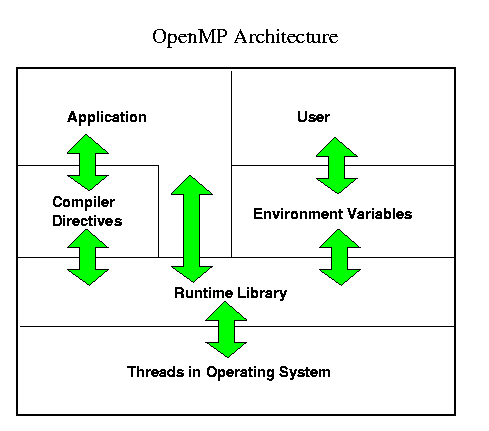 OpenMP Architecture
Application
User
Compiler
Directives
Environment Variables
Runtime Library
Threads in Operating System